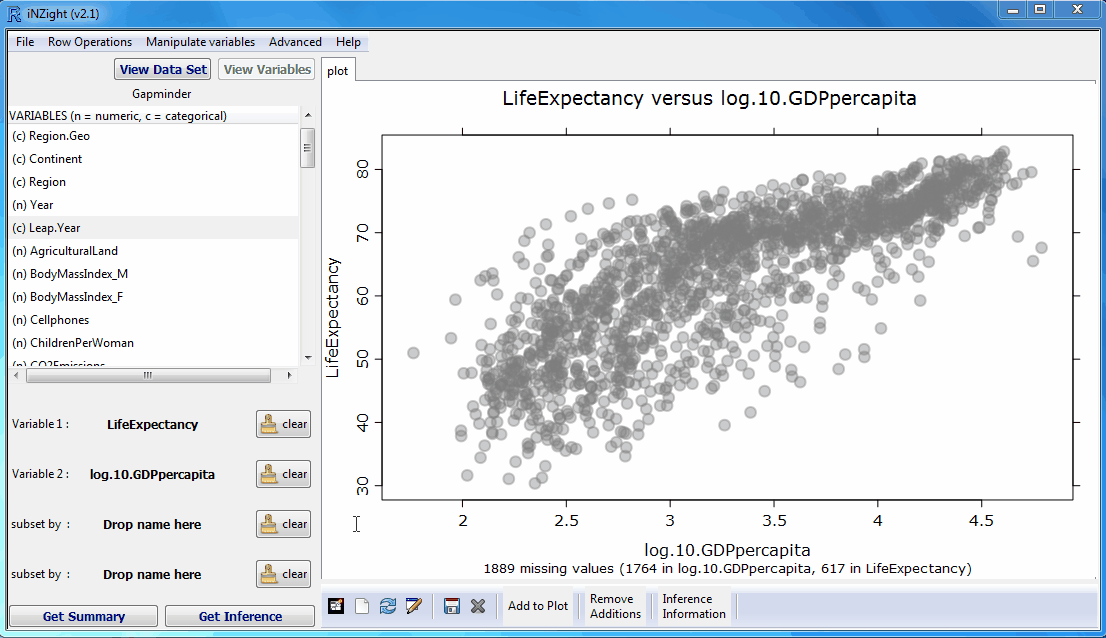 iNZight (v2.1)
File Row Operations Manipulate variables Advanced Help
View Data Set View Variables plot
Gapminder
VARIABLES (n = numeric, c = categorical)
(c) Region.Geo
(c) Continent
(c) Region
(n) Year
(c) Leap.Year
(n) AgriculturalLand
(n) BodyMassIndex_M
(n) BodyMassIndex_F
(n) Cellphones
(n) ChildrenPerWoman
(n) CO2Emissions
Variable 1 : LifeExpectancy clear
Variable 2 : log.10.GDPpercapita clear
subset by : Drop name here clear
subset by : Drop name here clear
Get Summary Get Inference
LifeExpectancy versus log.10.GDPpercapita
LifeExpectancy
80
70
60
50
40
30
2 2.5 3 3.5 4 4.5
log.10.GDPpercapita
1889 missing values (1764 in log.10.GDPpercapita, 617 in LifeExpectancy)
Add to Plot
Remove
Additions
Inference
Information